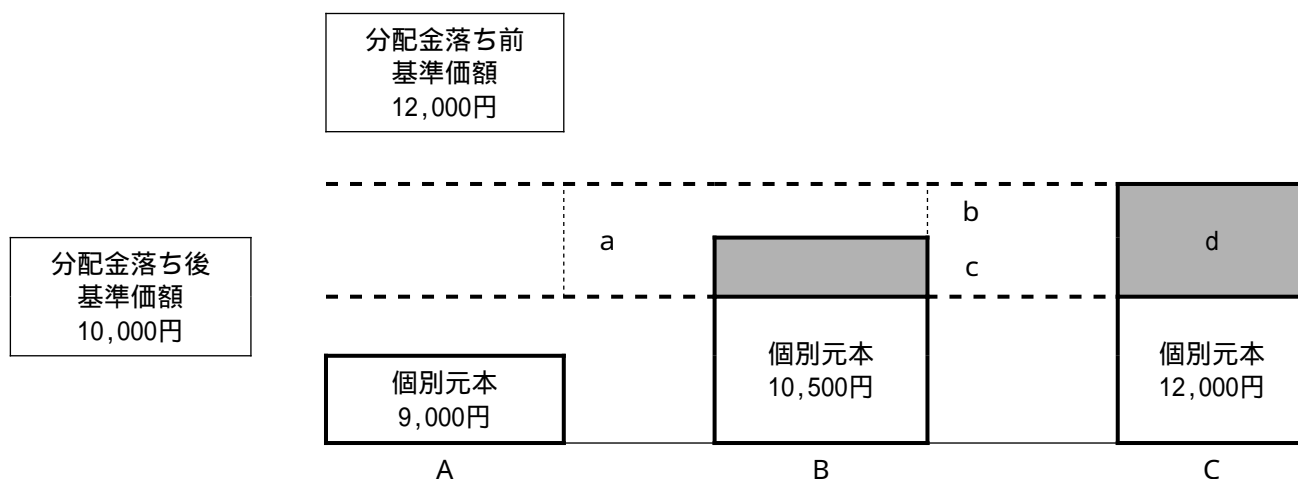 分配金落ち前
基準価額
12,000円
a
b
c
d
分配金落ち後
基準価額
10,000円
個別元本
9,000円
個別元本
10,500円
個別元本
12,000円
A
B
C